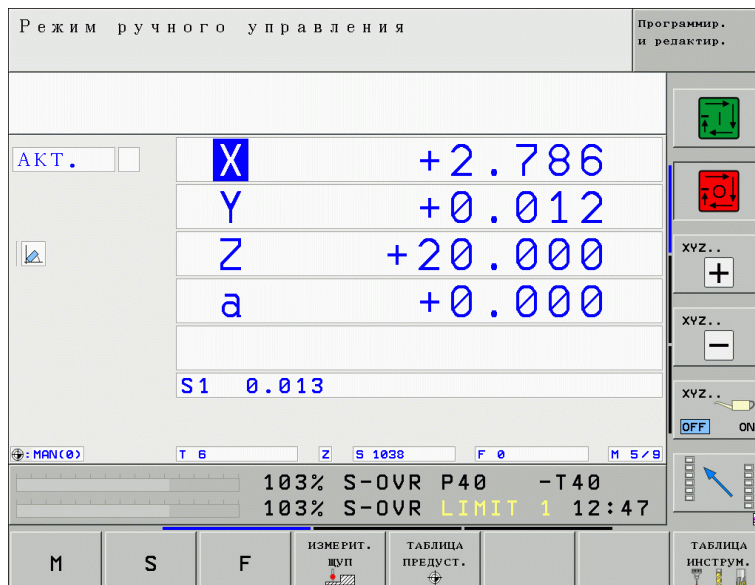 Режим ручного управления
Программир.
и редактир.
АКТ.
X +2.786
Y +0.012
Z +20.000
a +0.000
S1 0.013
XYZ..
+
XYZ..
−
XYZ..
OFF ON
:MAN(0) T 6 Z S 1038 F 0 M 5/9
103% S-OVR P40 -T40
103% S-OVR LIMIT 1 12:47
M S F
ИЗМЕРИТ.
ЩУП
ТАБЛИЦА
ПРЕДУСТ.
ТАБЛИЦА
ИНСТРУМ.